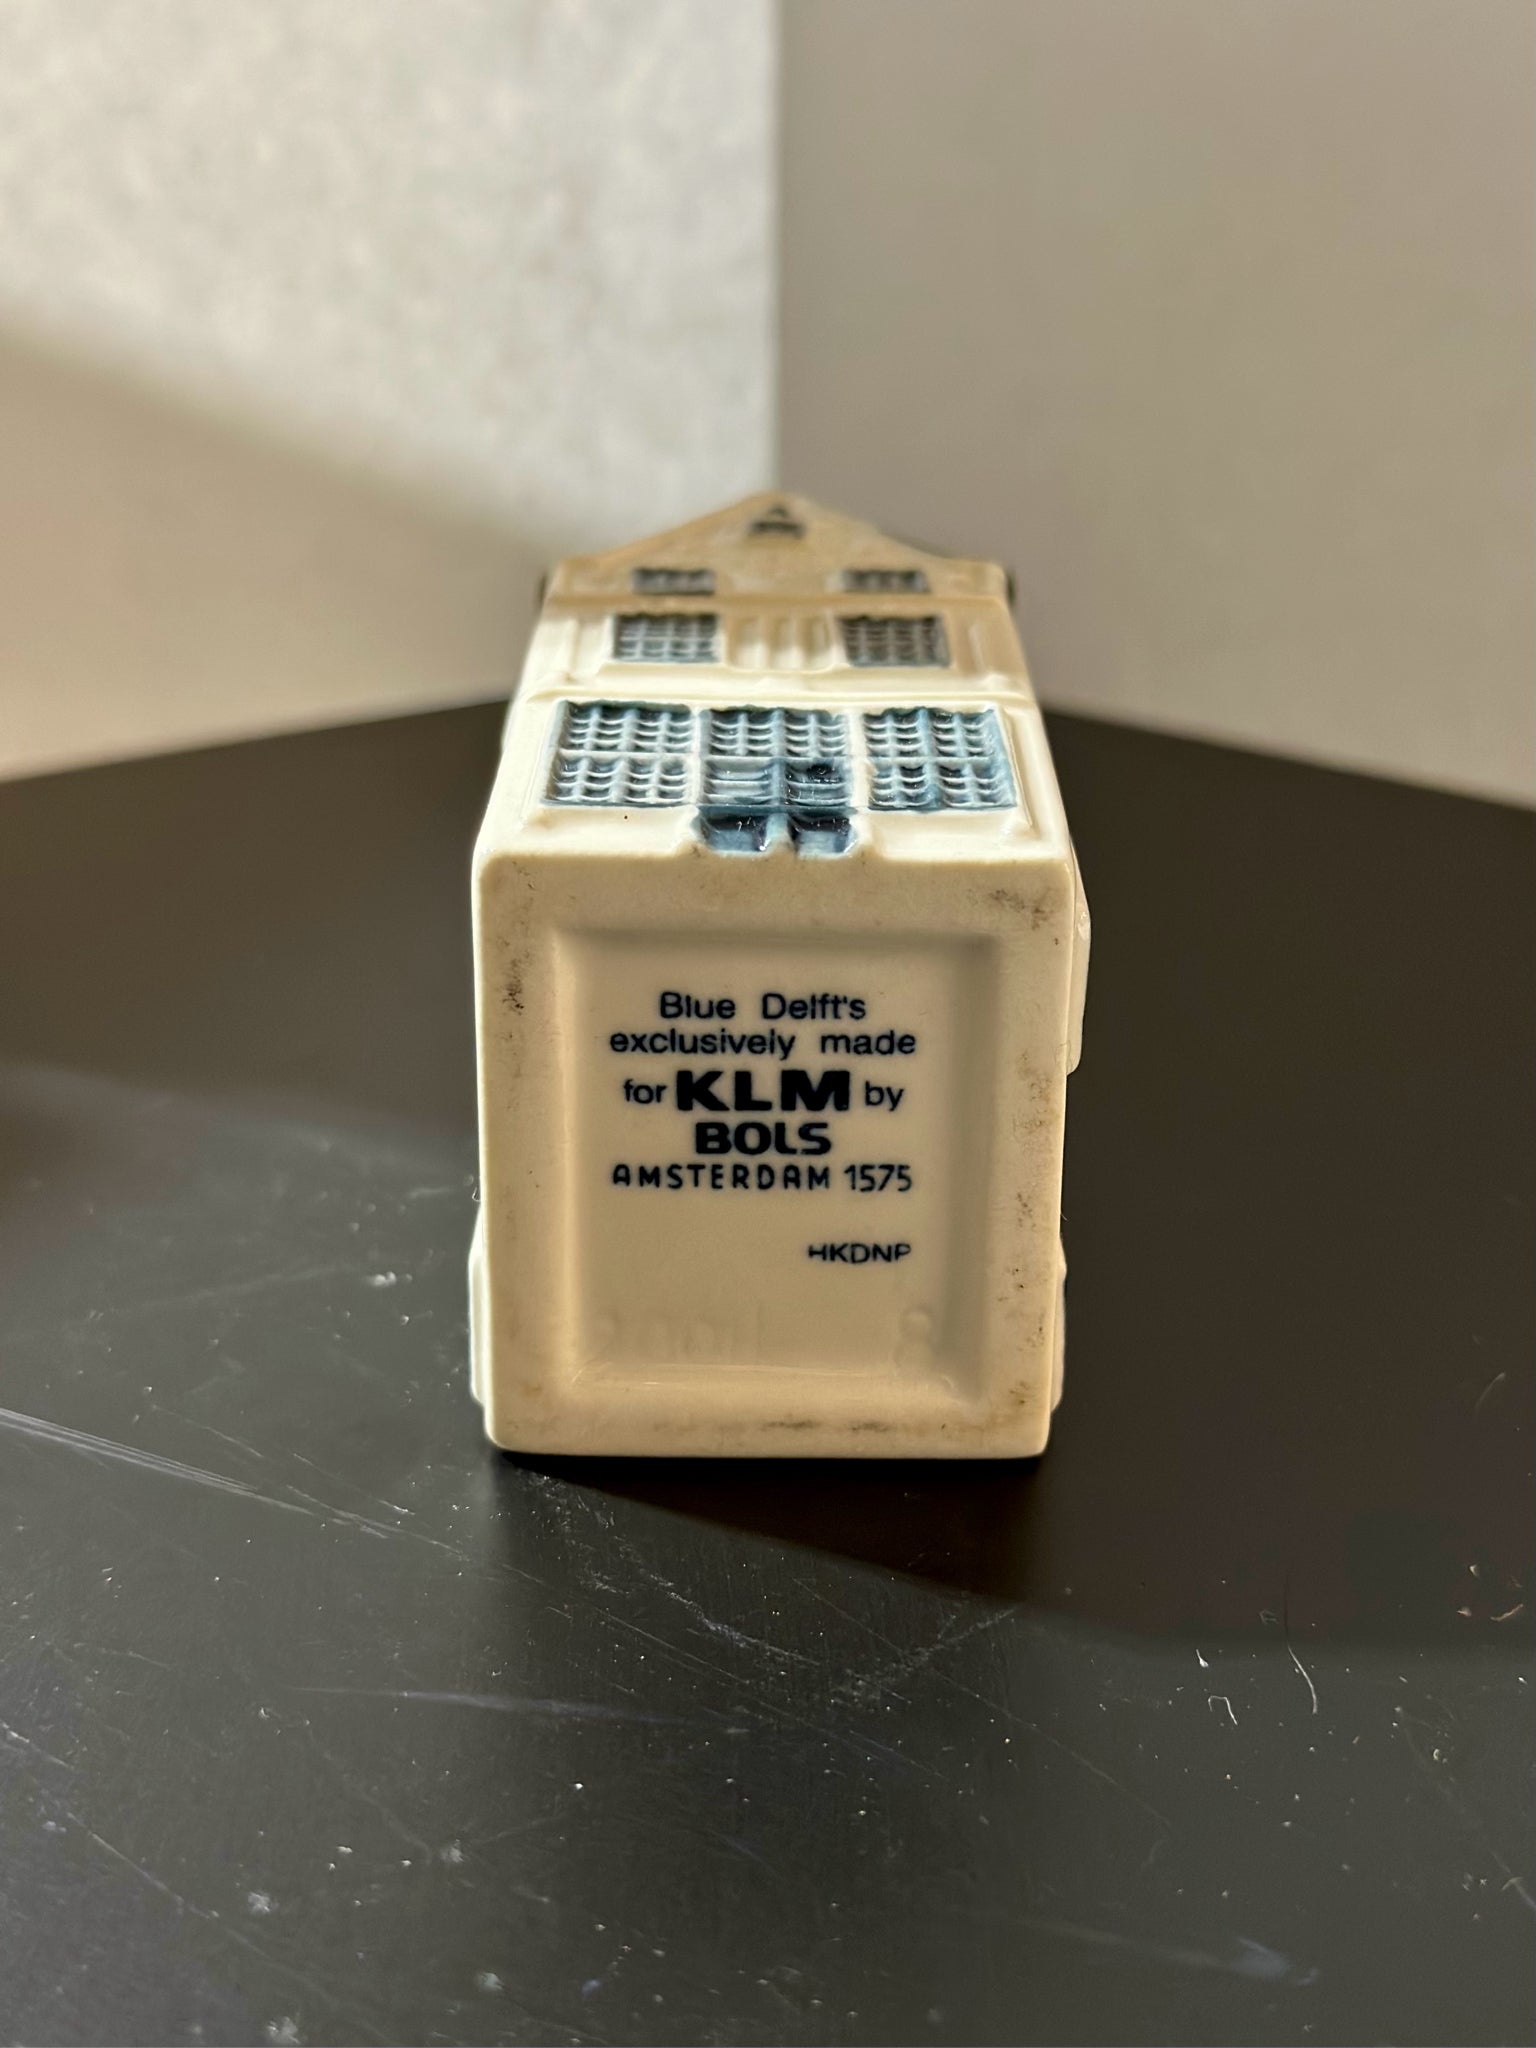 Blue Delft's
exclusively made
for KLM by
BOLS
AMSTERDAM 1575
HKDNP